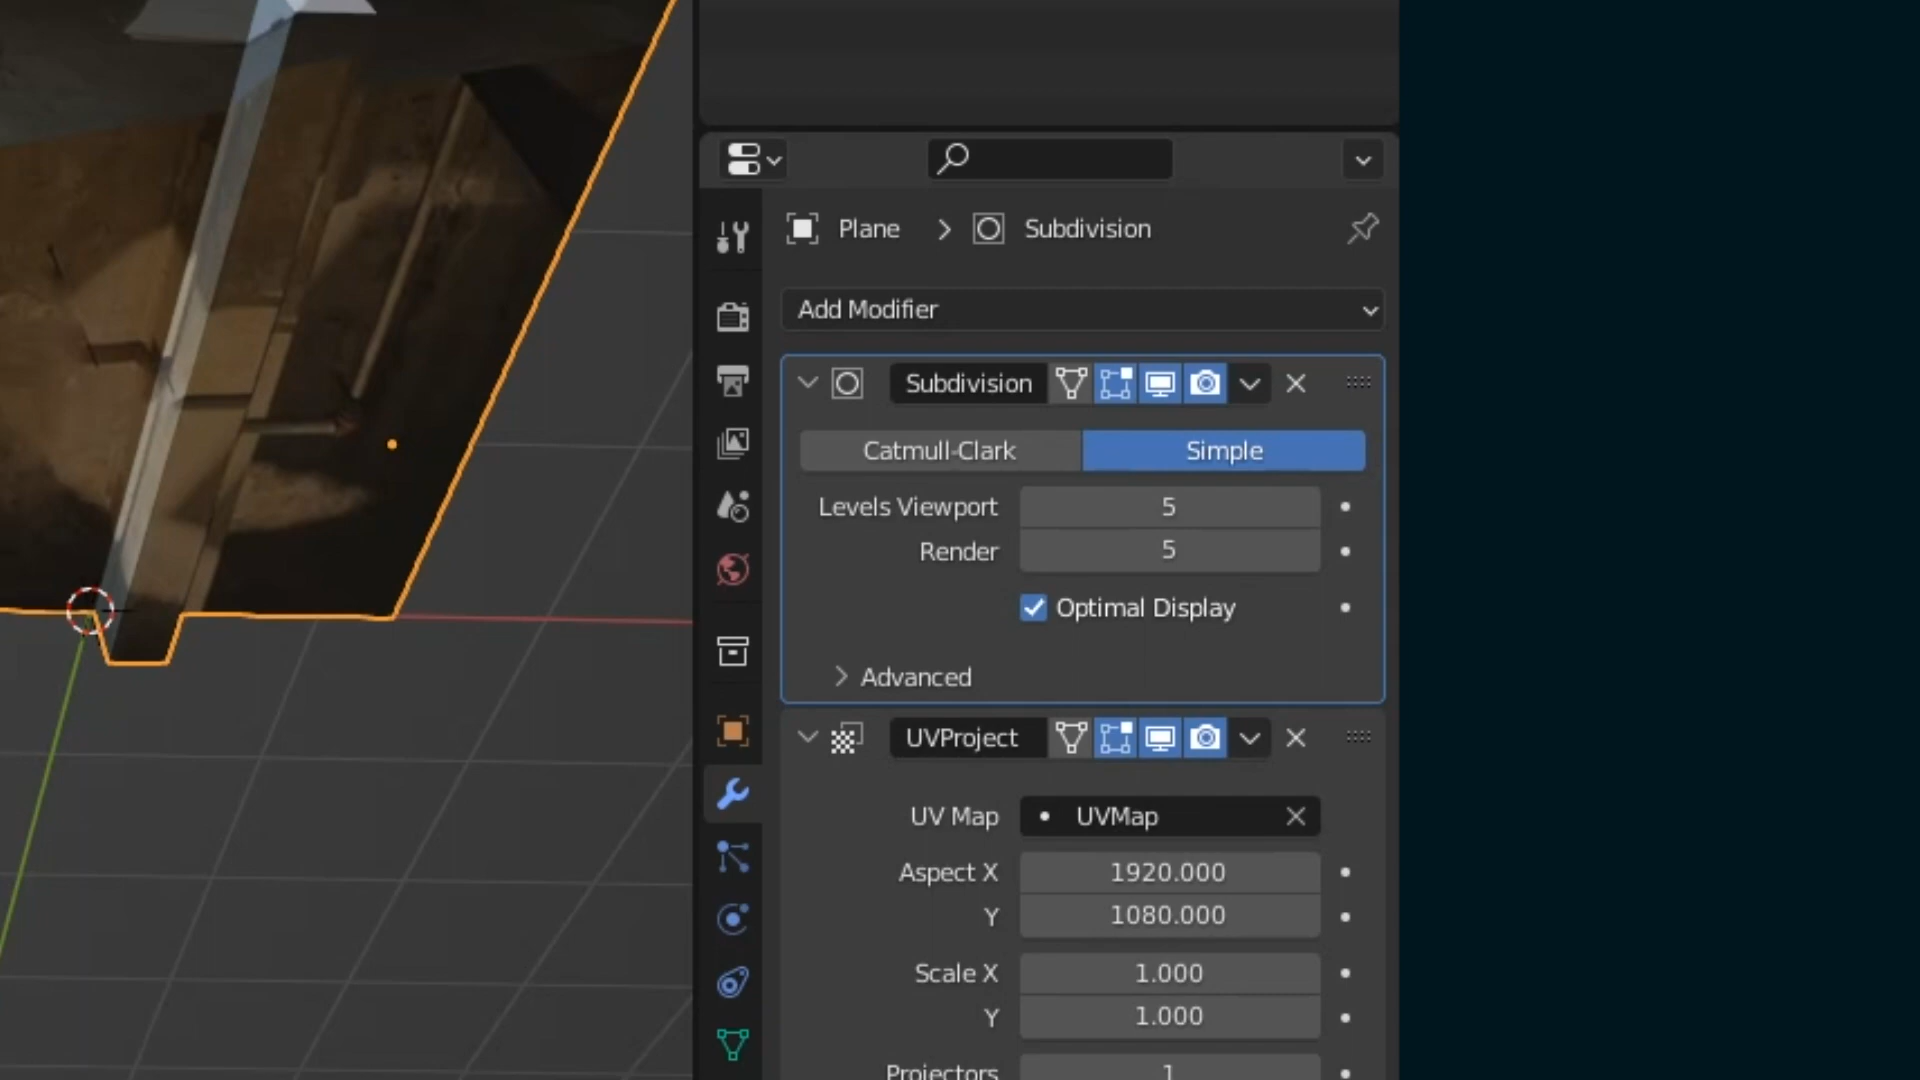 Plane > Subdivision
Add Modifier
Subdivision
Catmull-Clark Simple
Levels Viewport 5
Render 5
Optimal Display
Advanced
UVProject
UV Map UVMap
Aspect X 1920.000
Y 1080.000
Scale X 1.000
Y 1.000
Projectors 1